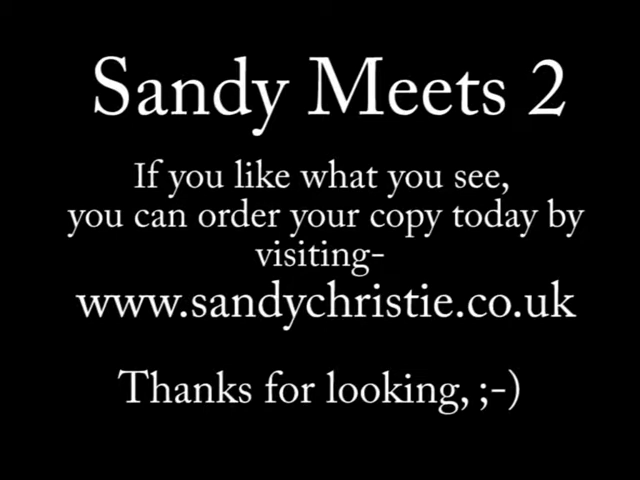 Sandy Meets 2
If you like what you see,
you can order your copy today by
visiting-
www.sandychristie.co.uk
Thanks for looking, ;-)